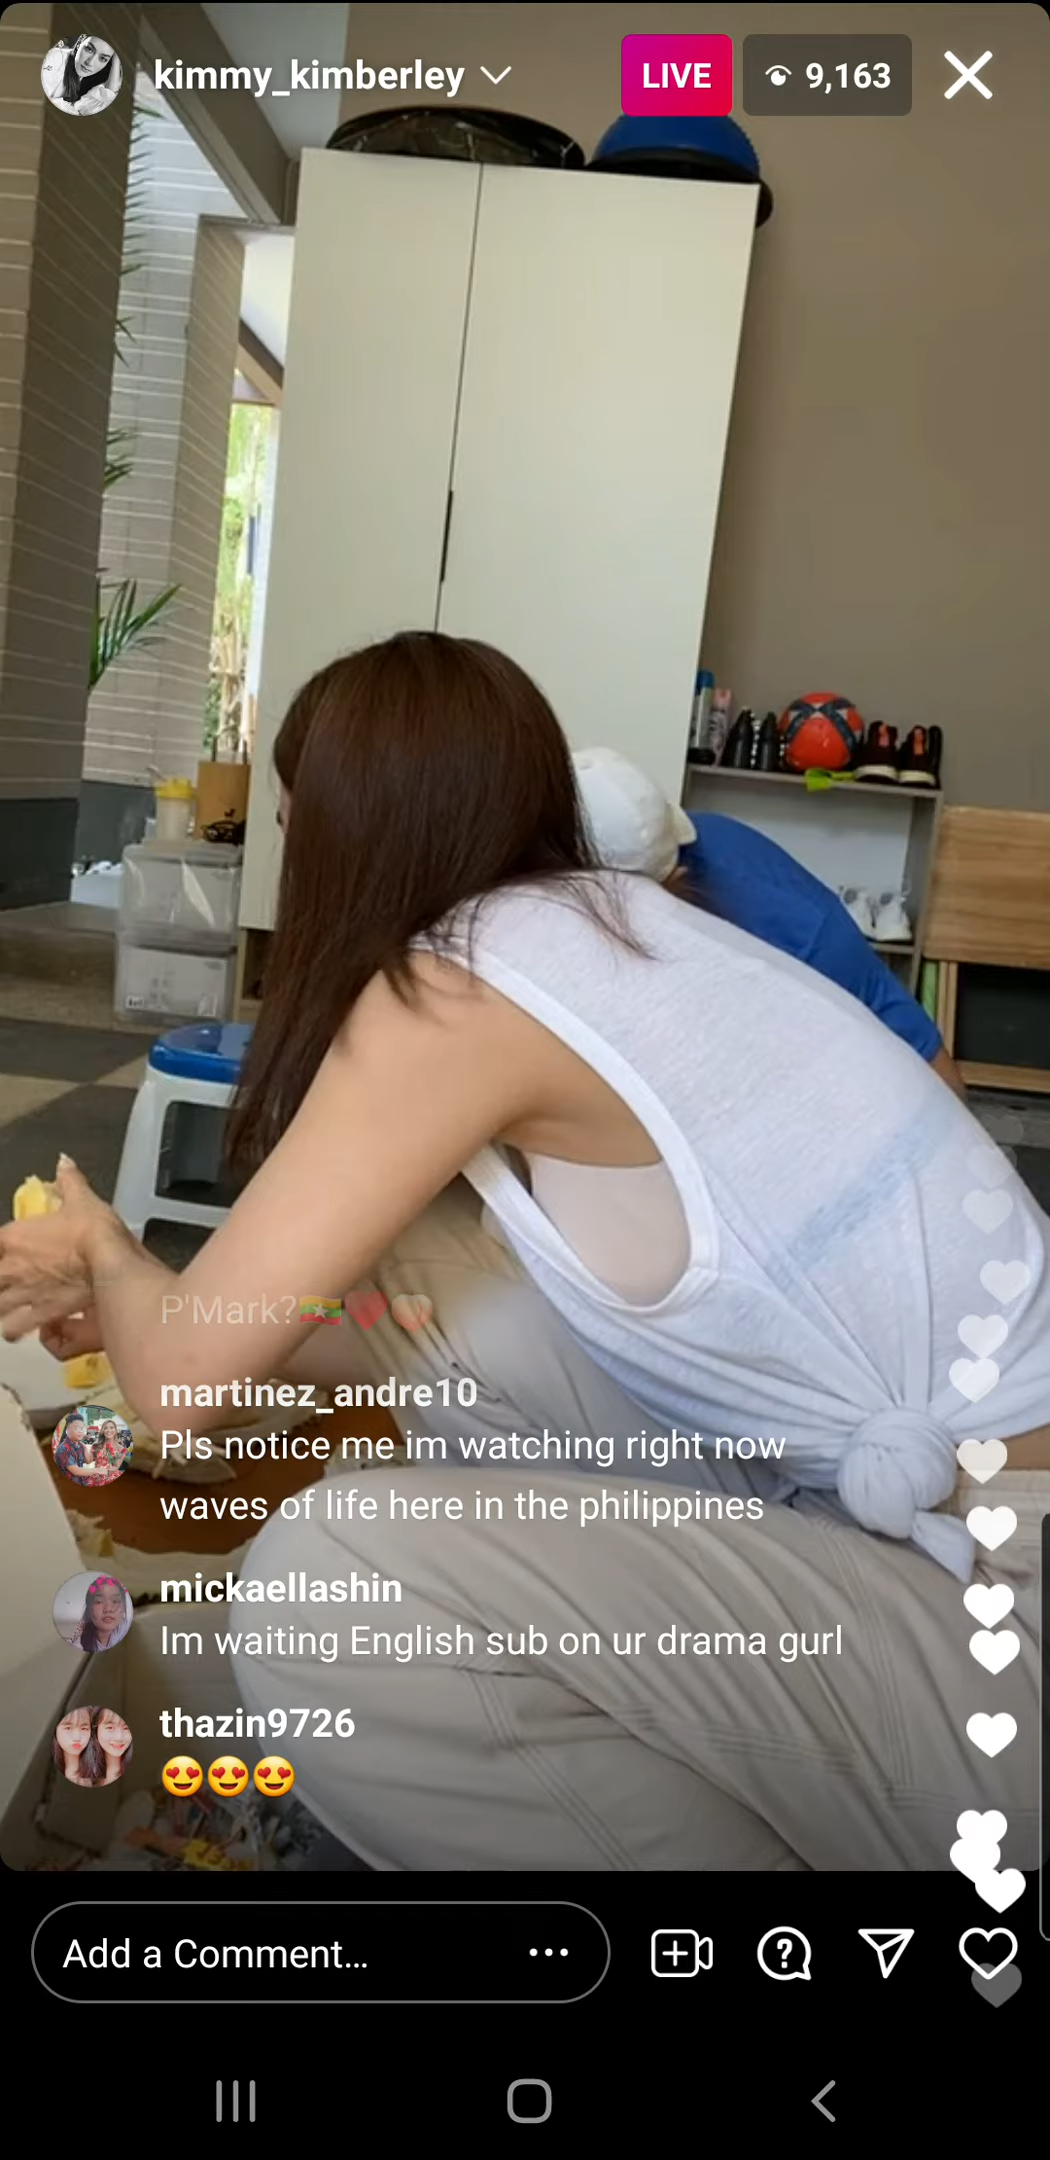 kimmy_kimberley
LIVE
9,163
P'Mark?🇲🇲❤️🤍
martinez_andre10
Pls notice me im watching right now
waves of life here in the philippines
mickaellashin
Im waiting English sub on ur drama gurl
thazin9726
😍😍😍
Add a Comment...